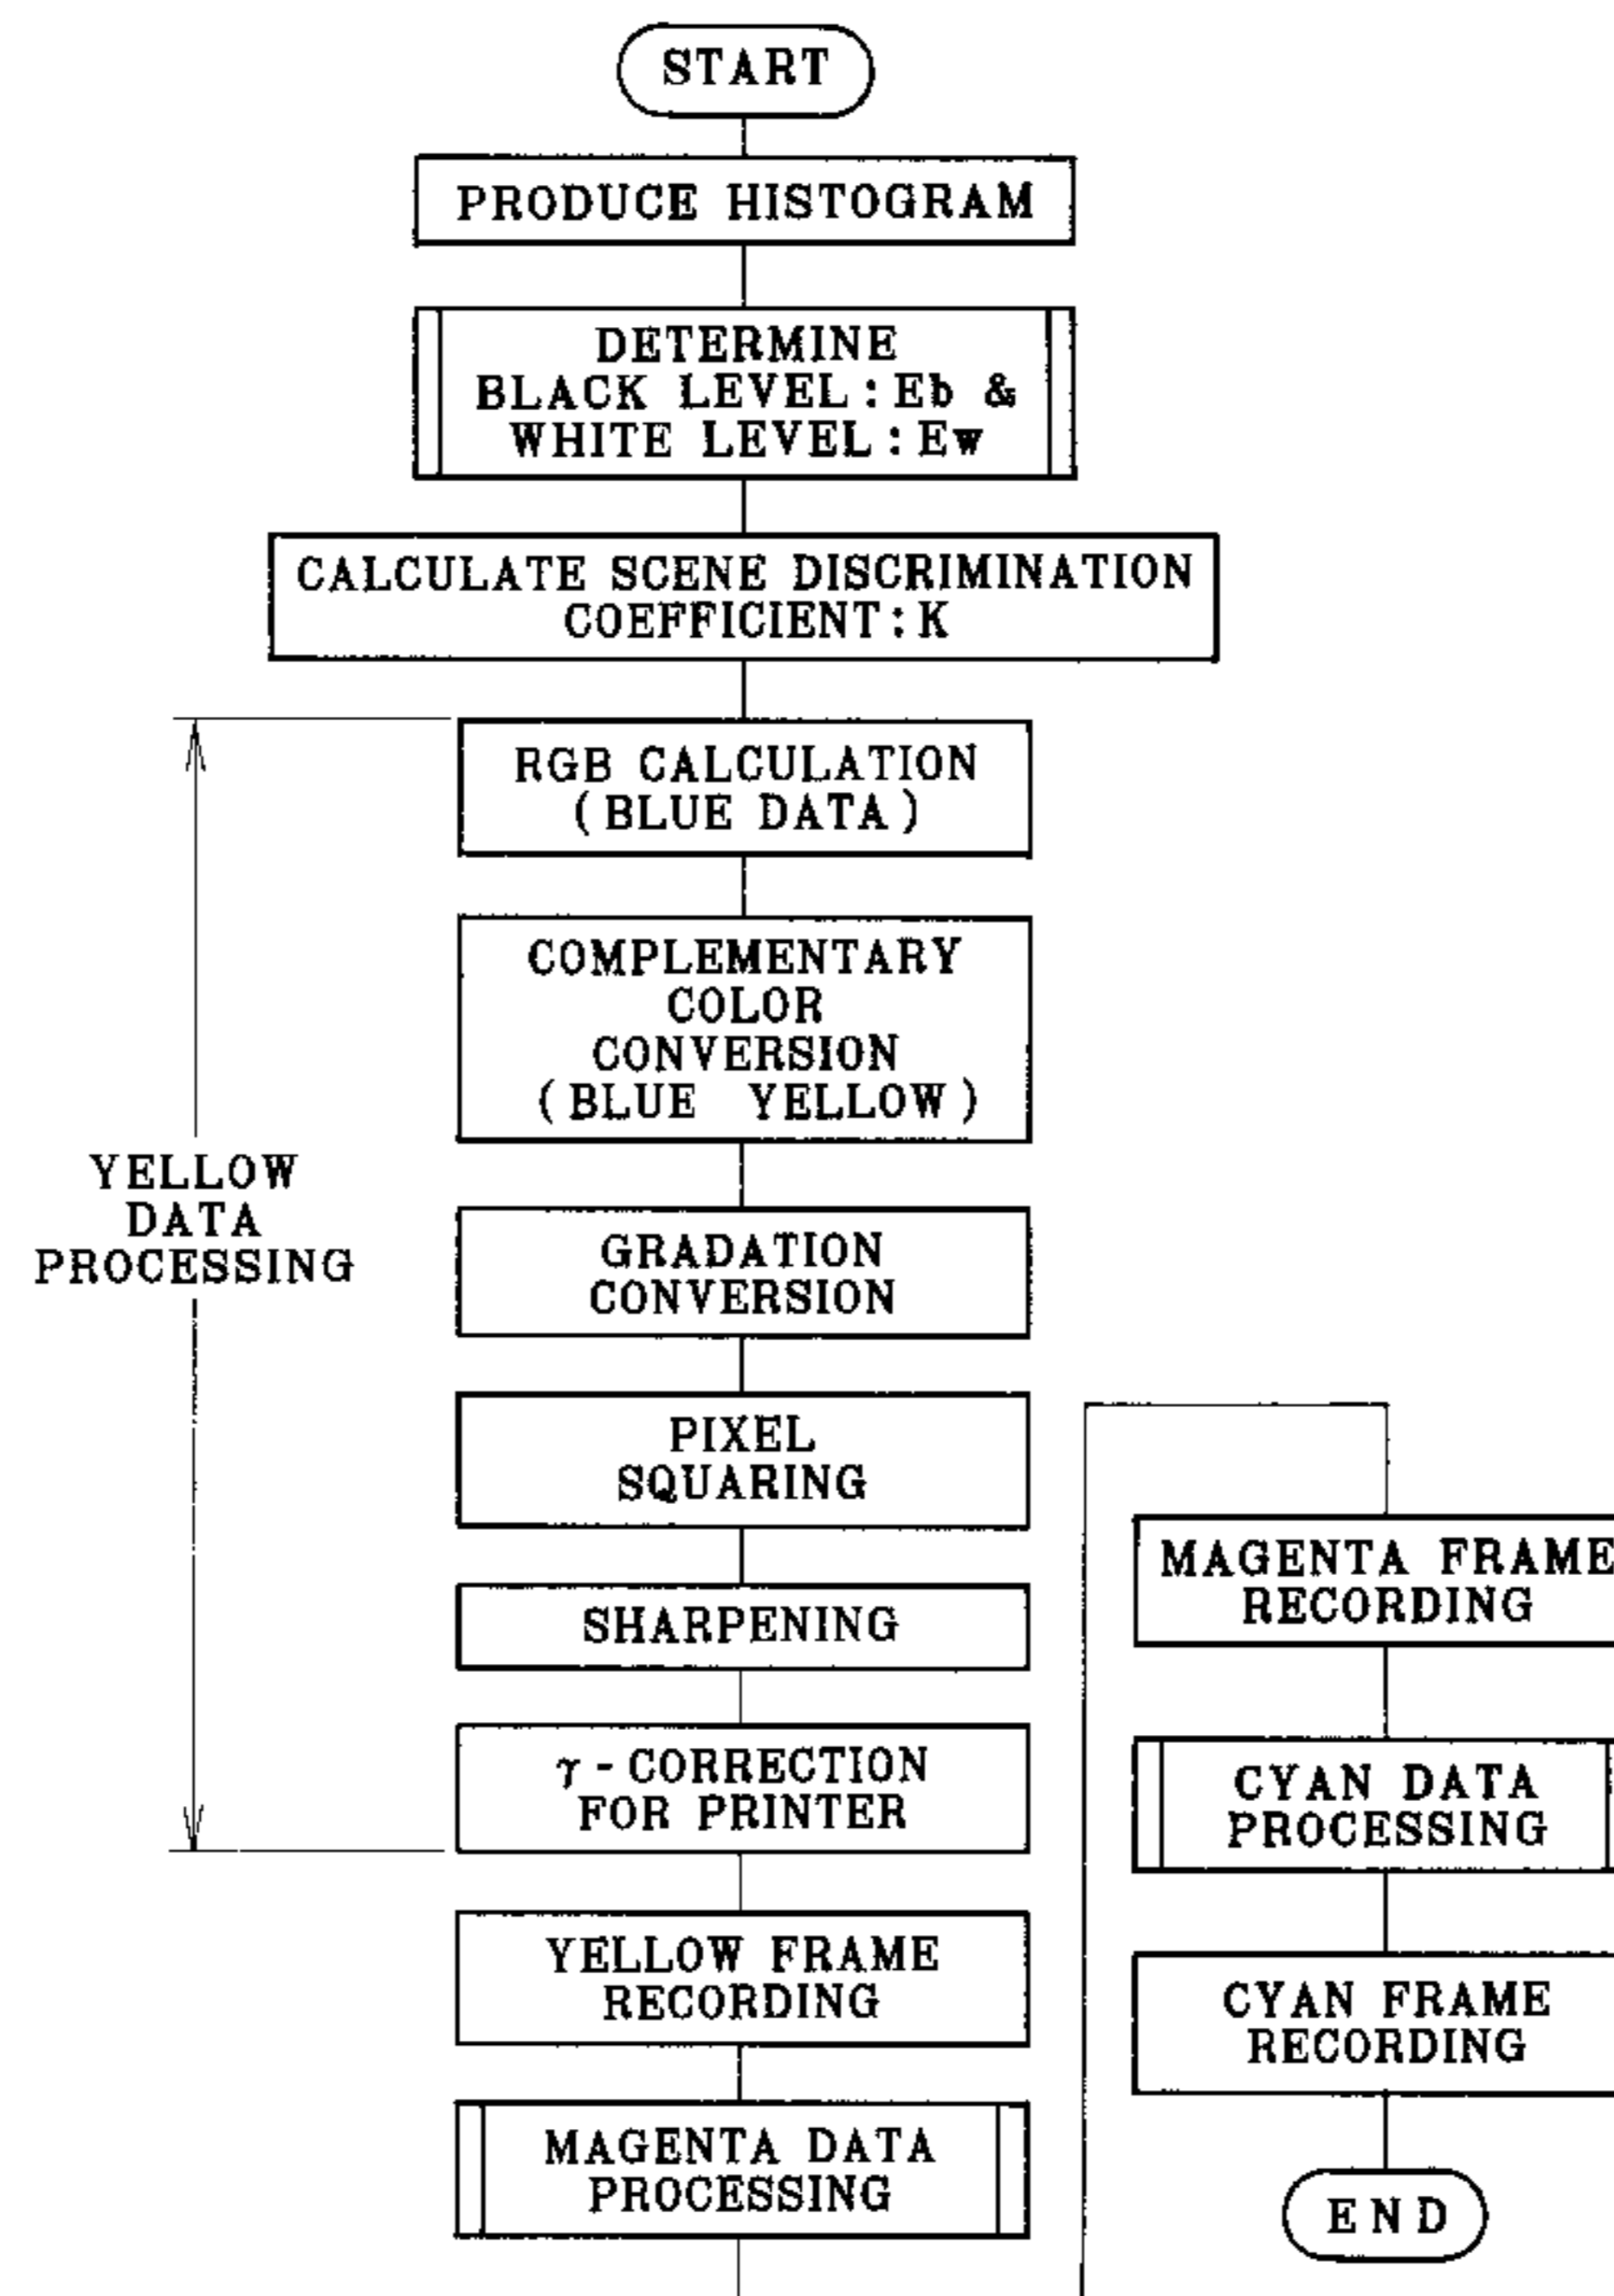 START
PRODUCE HISTOGRAM
DETERMINE
BLACK LEVEL:Eb &
WHITE LEVEL:Ew
CALCULATE SCENE DISCRIMINATION
COEFFICIENT:K
RGB CALCULATION
(BLUE DATA)
COMPLEMENTARY
COLOR
CONVERSION
(BLUE YELLOW)
YELLOW
DATA
PROCESSING
GRADATION
CONVERSION
PIXEL
SQUARING
SHARPENING
γ-CORRECTION
FOR PRINTER
YELLOW FRAME
RECORDING
MAGENTA DATA
PROCESSING
MAGENTA FRAME
RECORDING
CYAN DATA
PROCESSING
CYAN FRAME
RECORDING
END